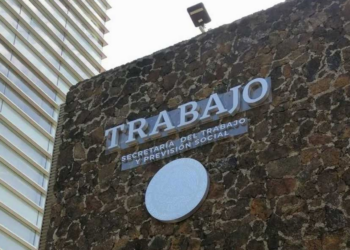 TRABAJO
SECRETARÍA DEL TRABAJO
Y PREVISIÓN SOCIAL